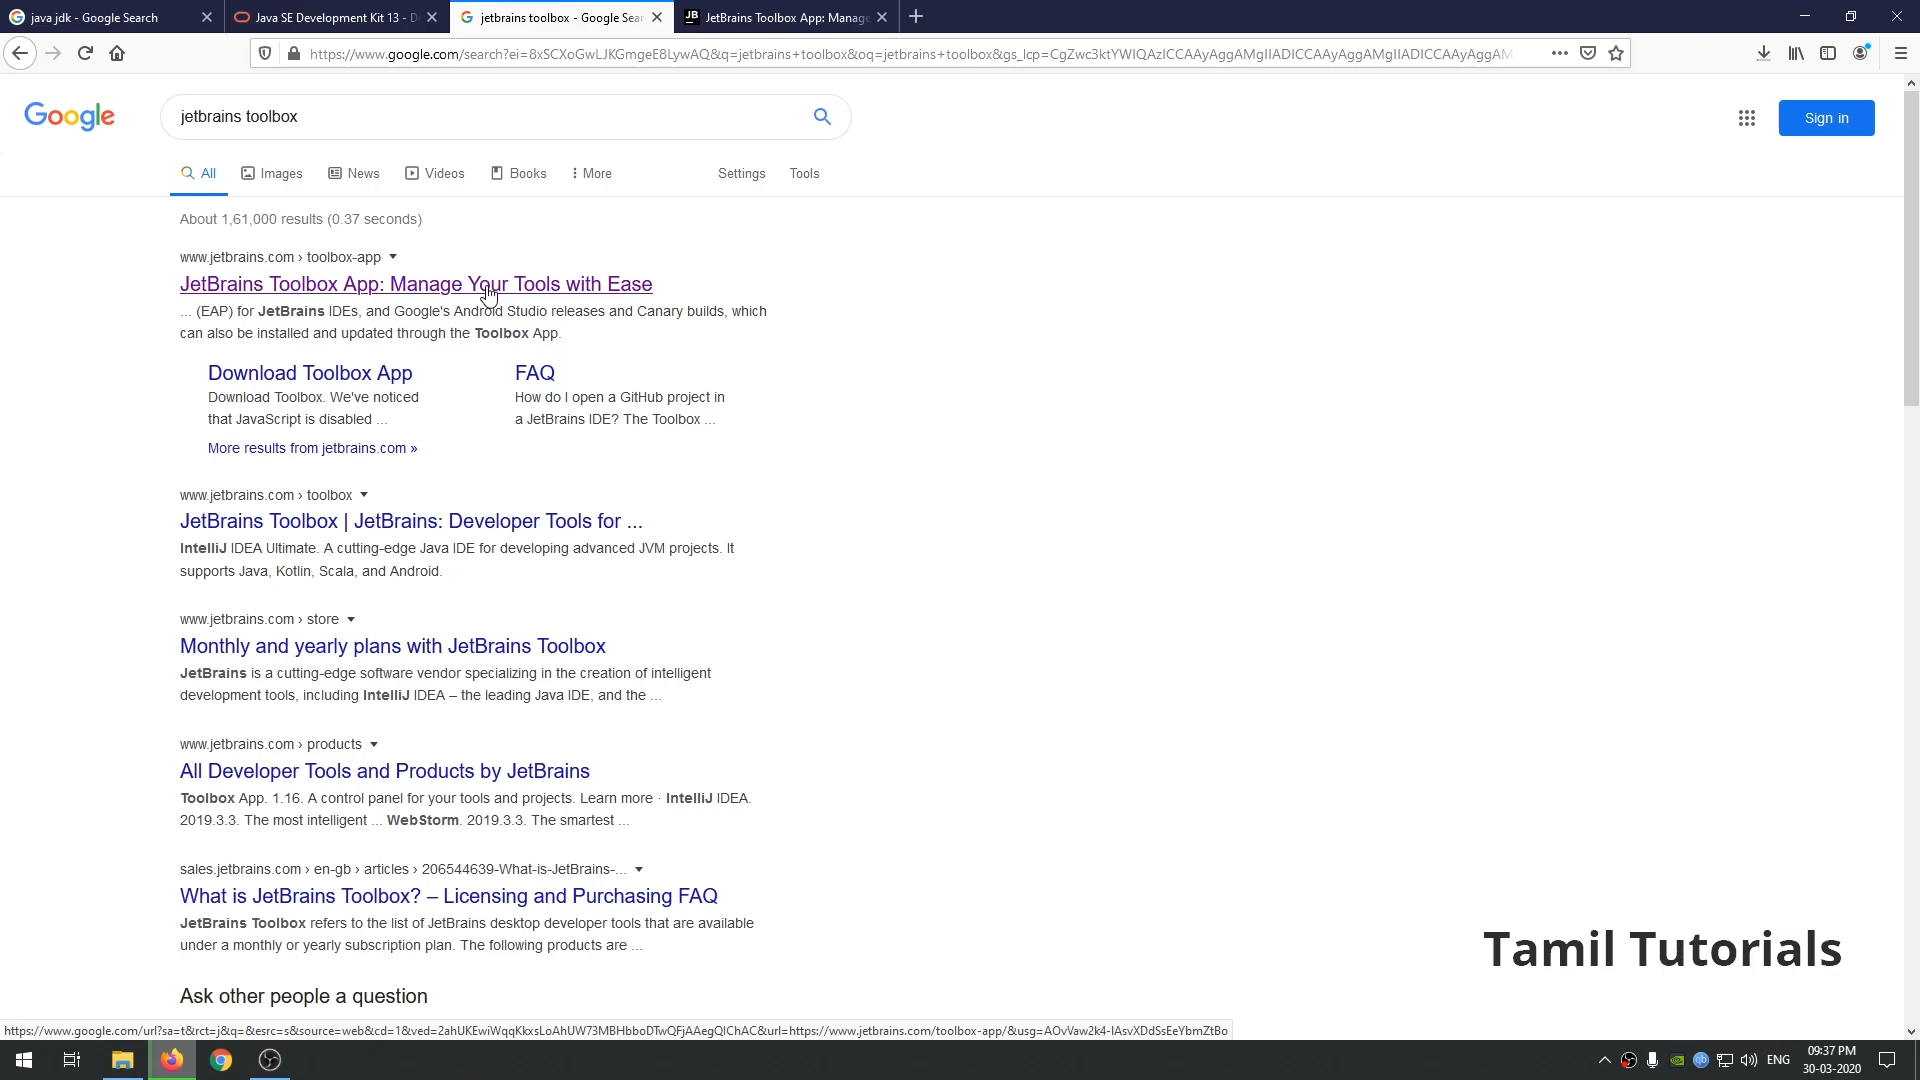 java jdk - Google Search
Java SE Development Kit 13 - D
jetbrains toolbox - Google Sear
JB JetBrains Toolbox App: Manage
https://www.google.com/search?ei=8xSCXoGwLJKGmgeE8LywAQ&q=jetbrains+toolbox&oq=jetbrains+toolbox&gs_lcp=CgZwc3ktYWIQAzICCAAyAggAMgIIADICCAAyAggAMgIIADICCAAyAggAM
Google
jetbrains toolbox
Sign in
All Images News Videos Books More Settings Tools
About 1,61,000 results (0.37 seconds)
www.jetbrains.com › toolbox-app
JetBrains Toolbox App: Manage Your Tools with Ease
... (EAP) for JetBrains IDEs, and Google's Android Studio releases and Canary builds, which
can also be installed and updated through the Toolbox App.
Download Toolbox App
Download Toolbox. We've noticed
that JavaScript is disabled ...
FAQ
How do I open a GitHub project in
a JetBrains IDE? The Toolbox ...
More results from jetbrains.com »
www.jetbrains.com › toolbox
JetBrains Toolbox | JetBrains: Developer Tools for ...
IntelliJ IDEA Ultimate. A cutting-edge Java IDE for developing advanced JVM projects. It
supports Java, Kotlin, Scala, and Android.
www.jetbrains.com › store
Monthly and yearly plans with JetBrains Toolbox
JetBrains is a cutting-edge software vendor specializing in the creation of intelligent
development tools, including IntelliJ IDEA – the leading Java IDE, and the ...
www.jetbrains.com › products
All Developer Tools and Products by JetBrains
Toolbox App. 1.16. A control panel for your tools and projects. Learn more · IntelliJ IDEA.
2019.3.3. The most intelligent ... WebStorm. 2019.3.3. The smartest ...
sales.jetbrains.com › en-gb › articles › 206544639-What-is-JetBrains-...
What is JetBrains Toolbox? – Licensing and Purchasing FAQ
JetBrains Toolbox refers to the list of JetBrains desktop developer tools that are available
under a monthly or yearly subscription plan. The following products are ...
Tamil Tutorials
Ask other people a question
https://www.google.com/url?sa=t&rct=j&q=&esrc=s&source=web&cd=1&ved=2ahUKEwiWqqKkxsLoAhUW73MBHbboDTwQFjAAegQIChAC&url=https://www.jetbrains.com/toolbox-app/&usg=AOvVaw2k4-IAsvXDdSsEeYbmZtBo
ENG
09:37 PM
30-03-2020